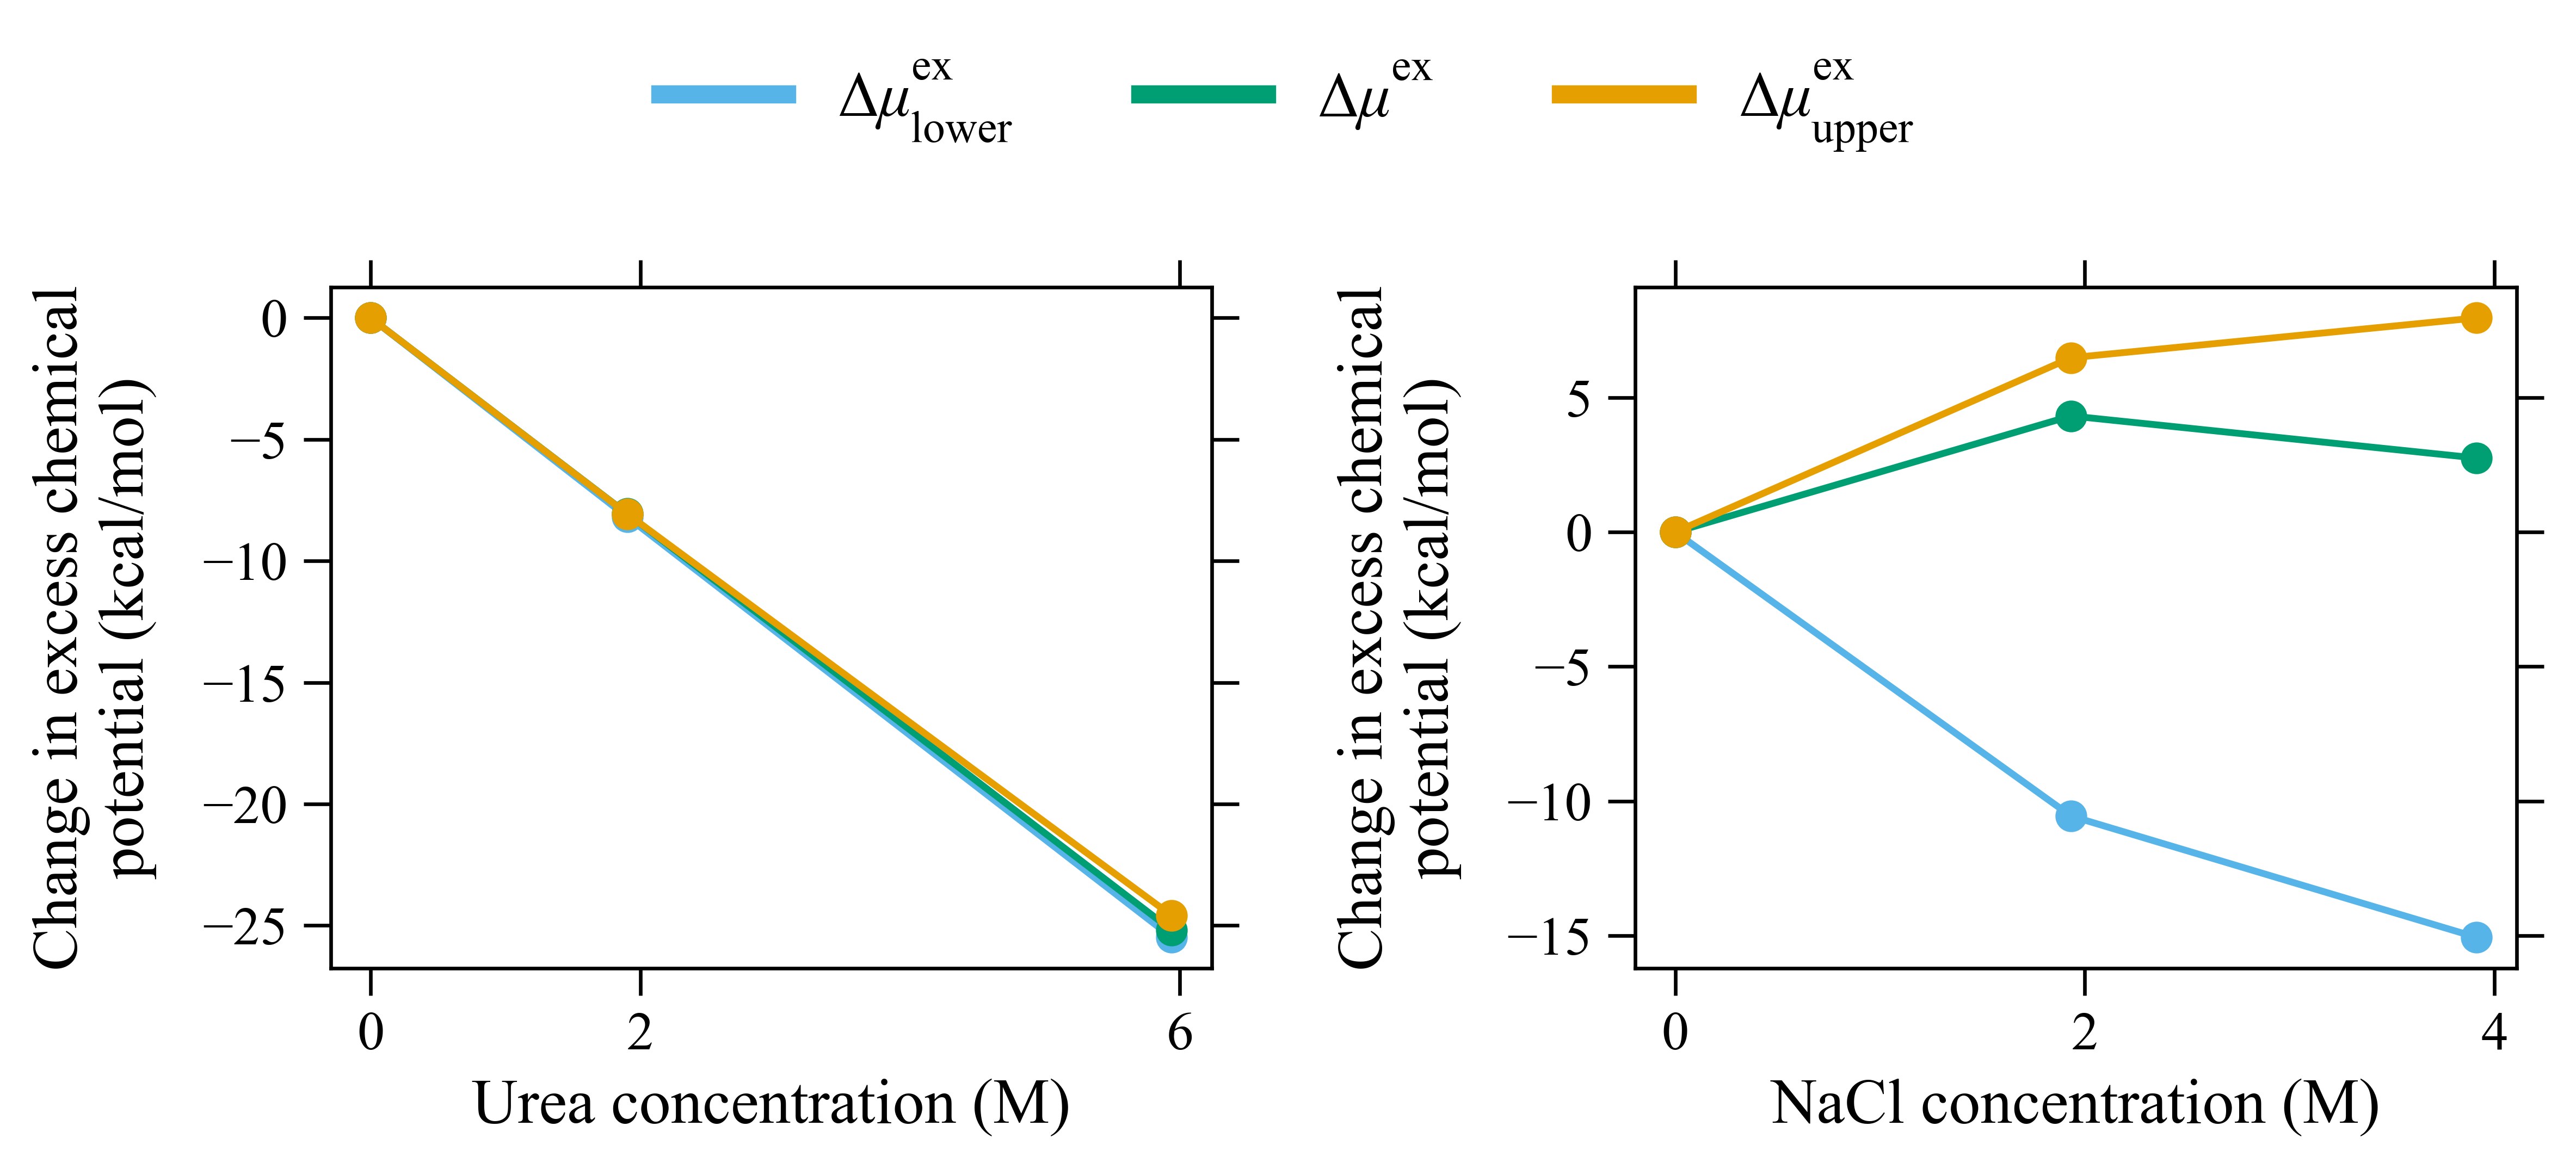 Δμ^ex_lower
Δμ^ex
Δμ^ex_upper
Change in excess chemical
potential (kcal/mol)
0
−5
−10
−15
−20
−25
0 2 6
Urea concentration (M)
Change in excess chemical
potential (kcal/mol)
5
0
−5
−10
−15
0 2 4
NaCl concentration (M)